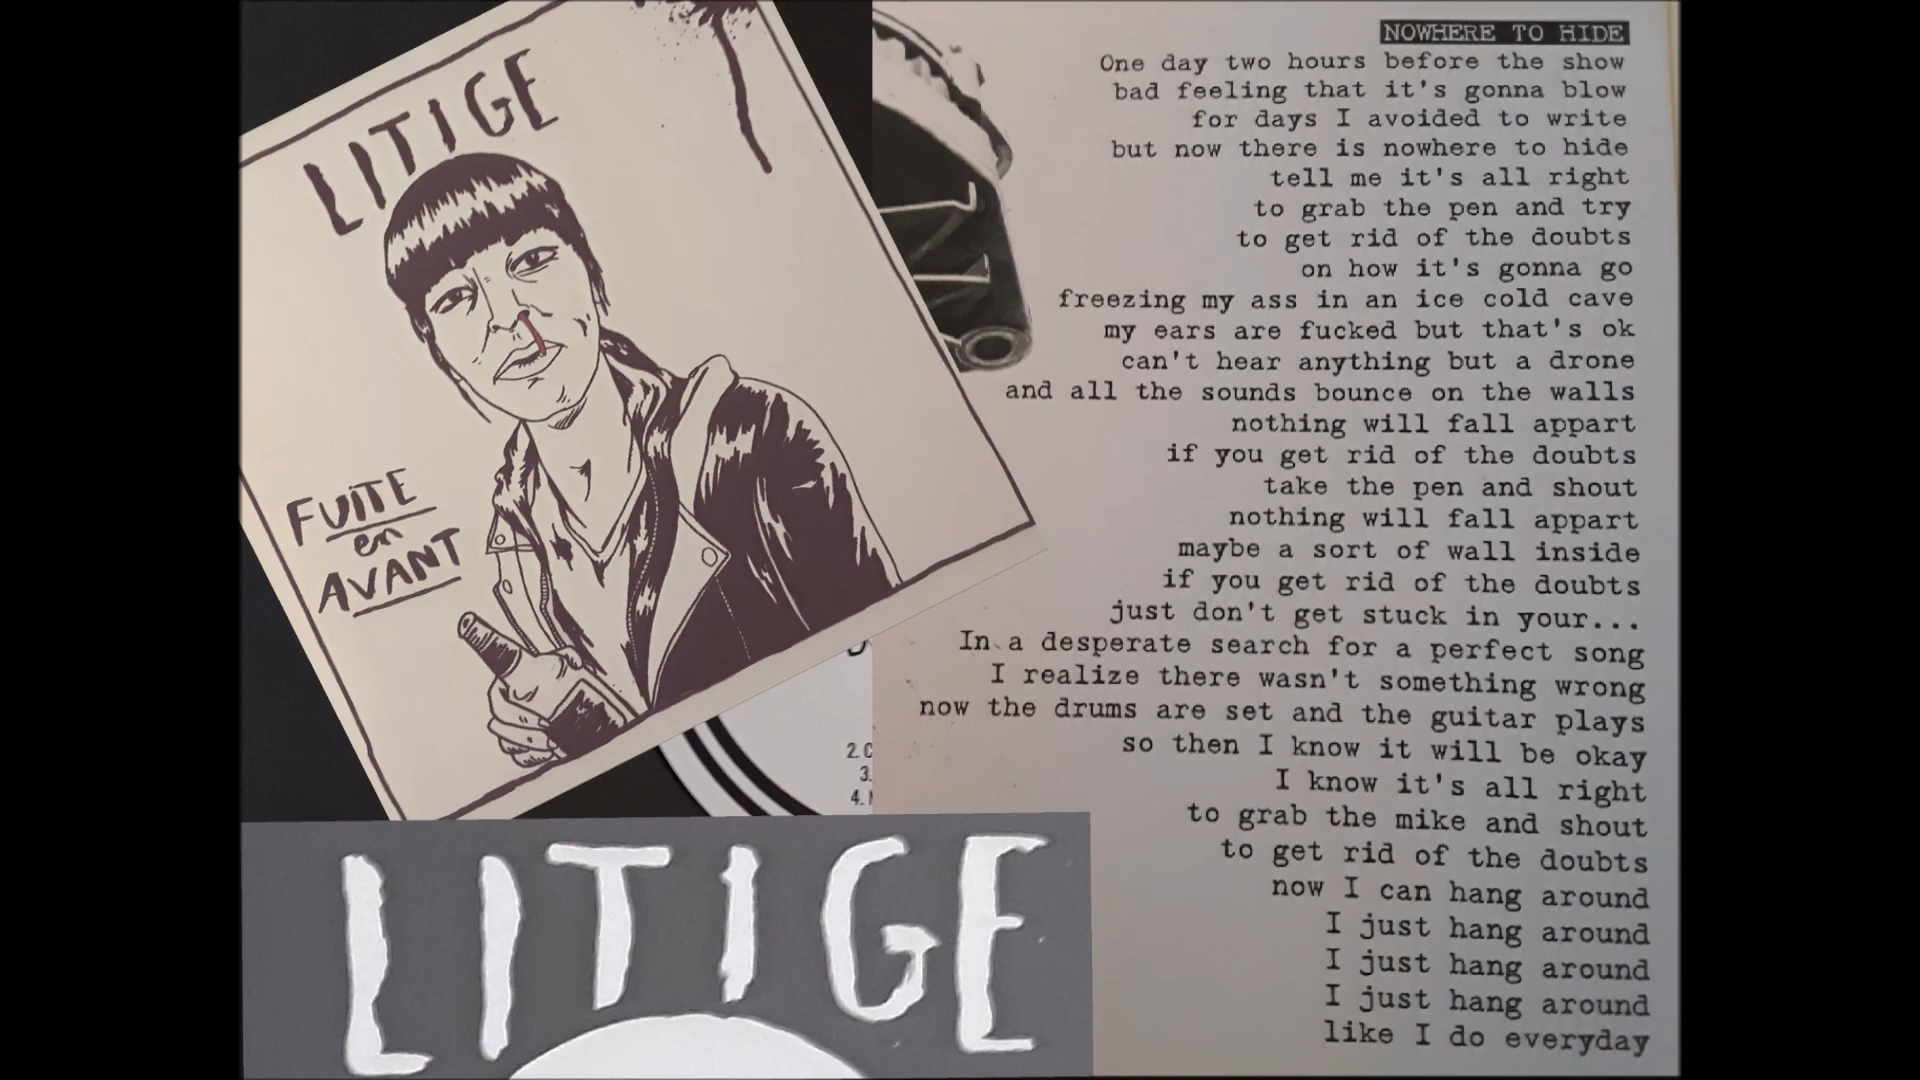 LITIGE
FUITE
en
AVANT
2. C
3.
4.
LITIGE
NOWHERE TO HIDE
One day two hours before the show
bad feeling that it's gonna blow
for days I avoided to write
but now there is nowhere to hide
tell me it's all right
to grab the pen and try
to get rid of the doubts
on how it's gonna go
freezing my ass in an ice cold cave
my ears are fucked but that's ok
can't hear anything but a drone
and all the sounds bounce on the walls
nothing will fall appart
if you get rid of the doubts
take the pen and shout
nothing will fall appart
maybe a sort of wall inside
if you get rid of the doubts
just don't get stuck in your...
In a desperate search for a perfect song
I realize there wasn't something wrong
now the drums are set and the guitar plays
so then I know it will be okay
I know it's all right
to grab the mike and shout
to get rid of the doubts
now I can hang around
I just hang around
I just hang around
I just hang around
like I do everyday